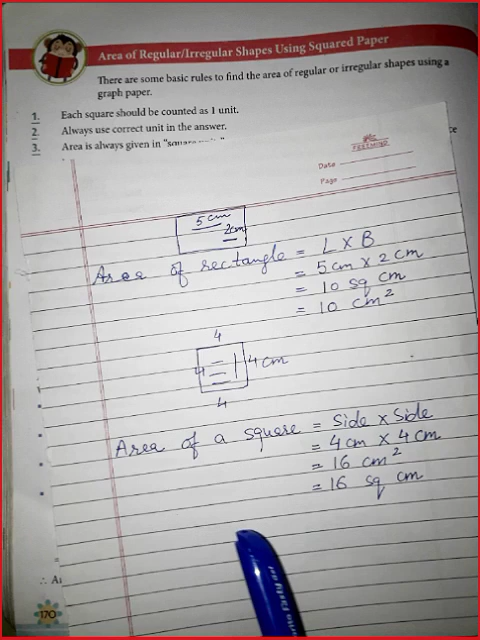 Area of Regular/Irregular Shapes Using Squared Paper
There are some basic rules to find the area of regular or irregular shapes using a
graph paper.
1. Each square should be counted as 1 unit.
2. Always use correct unit in the answer.
3. Area is always given in
Date
Page
5 cm
2cm
Area of rectangle = L X B
= 5 cm x 2 cm
= 10 sq cm
= 10 cm²
4
4 4 cm
4
Area of a square = Side x Side
= 4 cm x 4 cm
= 16 cm²
= 16 sq cm
170